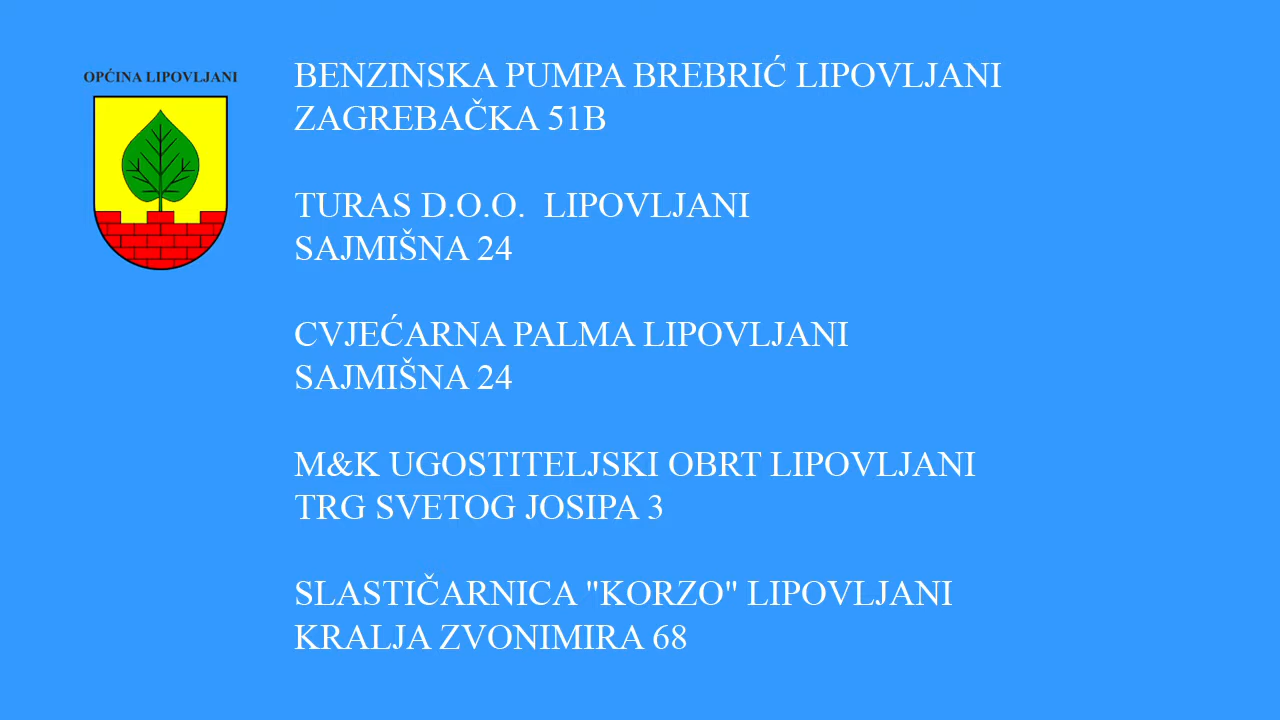 OPĆINA LIPOVLJANI
BENZINSKA PUMPA BREBRIĆ LIPOVLJANI
ZAGREBAČKA 51B
TURAS D.O.O.  LIPOVLJANI
SAJMIŠNA 24
CVJEĆARNA PALMA LIPOVLJANI
SAJMIŠNA 24
M&K UGOSTITELJSKI OBRT LIPOVLJANI
TRG SVETOG JOSIPA 3
SLASTIČARNICA "KORZO" LIPOVLJANI
KRALJA ZVONIMIRA 68